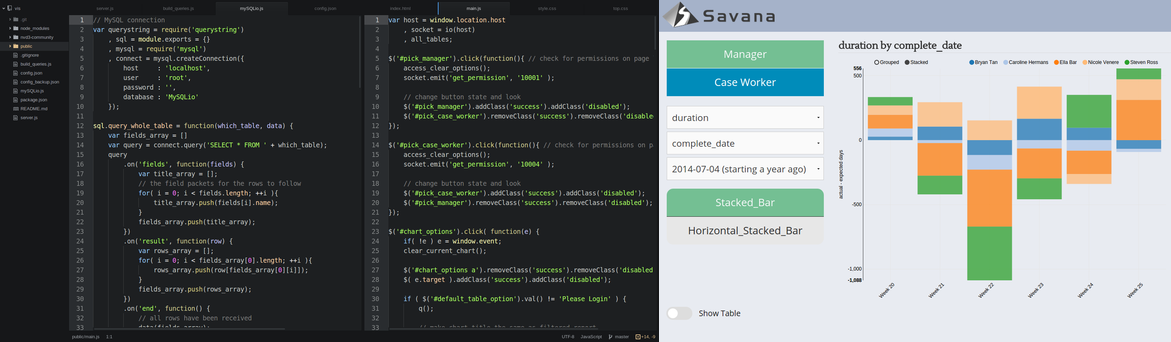 vis
.git
node_modules
nvd3-community
public
.gitignore
build_queries.js
config.json
config_backup.json
mySQLio.js
package.json
README.md
server.js
server.js build_queries.js mySQLio.js config.json
1 // MySQL connection
2 var querystring = require('querystring')
3 , sql = module.exports = {}
4 , mysql = require('mysql')
5 , connect = mysql.createConnection({
6 host : 'localhost',
7 user : 'root',
8 password : '',
9 database : 'MySQLio'
10 });
11
12 sql.query_whole_table = function(which_table, data) {
13 var fields_array = []
14 var query = connect.query('SELECT * FROM ' + which_table);
15 query
16 .on('fields', function(fields) {
17 var title_array = [];
18 // the field packets for the rows to follow
19 for( i = 0; i < fields.length; ++i ){
20 title_array.push(fields[i].name);
21 }
22 fields_array.push(title_array);
23 })
24 .on('result', function(row) {
25 var rows_array = [];
26 for( i = 0; i < fields_array[0].length; ++i ){
27 rows_array.push(row[fields_array[0][i]]);
28 }
29 fields_array.push(rows_array);
30 })
31 .on('end', function() {
32 // all rows have been received
33
index.html main.js style.css top.css
1 var host = window.location.host
2 , socket = io(host)
3 , all_tables;
4
5 $('#pick_manager').click(function(){ // check for permissions on page
6 access_clear_options();
7 socket.emit('get_permission', '10001' );
8
9 // change button state and look
10 $('#pick_manager').addClass('success').addClass('disabled');
11 $('#pick_case_worker').removeClass('success').removeClass('disabled');
12 });
13
14 $('#pick_case_worker').click(function(){ // check for permissions on p
15 access_clear_options();
16 socket.emit('get_permission', '10004' );
17
18 // change button state and look
19 $('#pick_case_worker').addClass('success').addClass('disabled');
20 $('#pick_manager').removeClass('success').removeClass('disabled');
21 });
22
23 $('#chart_options').click( function(e) {
24 if( !e ) e = window.event;
25 clear_current_chart();
26
27 $('#chart_options a').removeClass('success').removeClass('disabled
28 $( e.target ).addClass('success').addClass('disabled');
29
30 if ( $('#default_table_option').val() != 'Please Login' ) {
31 q();
32
33
public/main.js 1:1 UTF-8 JavaScript master
Savana
Manager
Case Worker
duration
complete_date
2014-07-04 (starting a year ago)
Stacked_Bar
Horizontal_Stacked_Bar
Show Table
duration by complete_date
Grouped Stacked Bryan Tan Caroline Hermans Ella Bar Nicole Venere Steven Ross
556
500
0
-500
-1,000
-1,088
actual - expected days
Week 20 Week 21 Week 22 Week 23 Week 24 Week 25